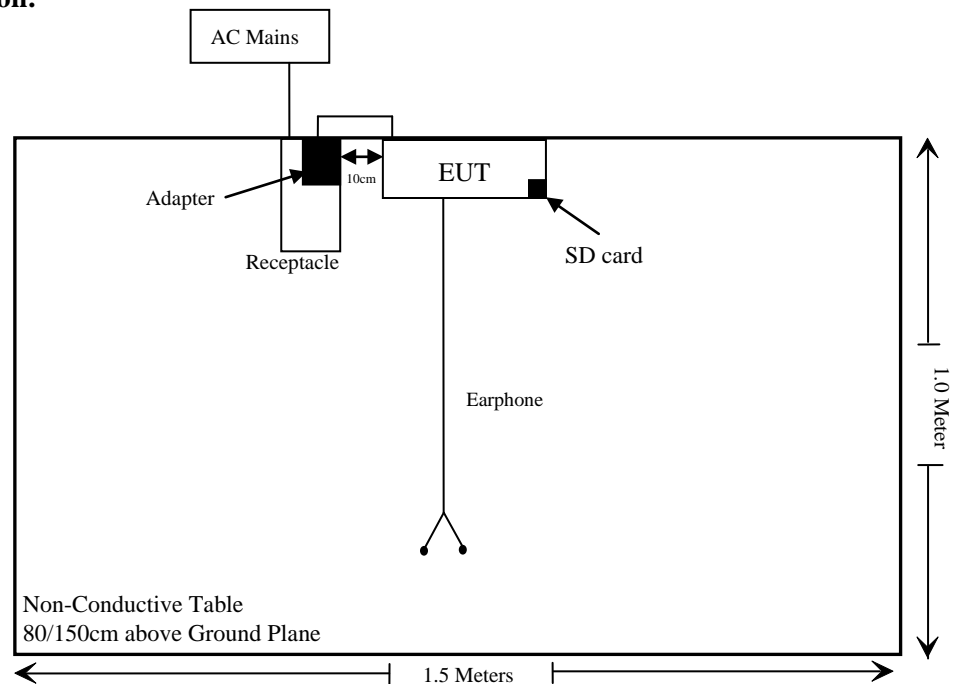 AC Mains
EUT
10cm
Adapter
SD card
Receptacle
1.0 Meter
Earphone
Non-Conductive Table
80/150cm above Ground Plane
1.5 Meters